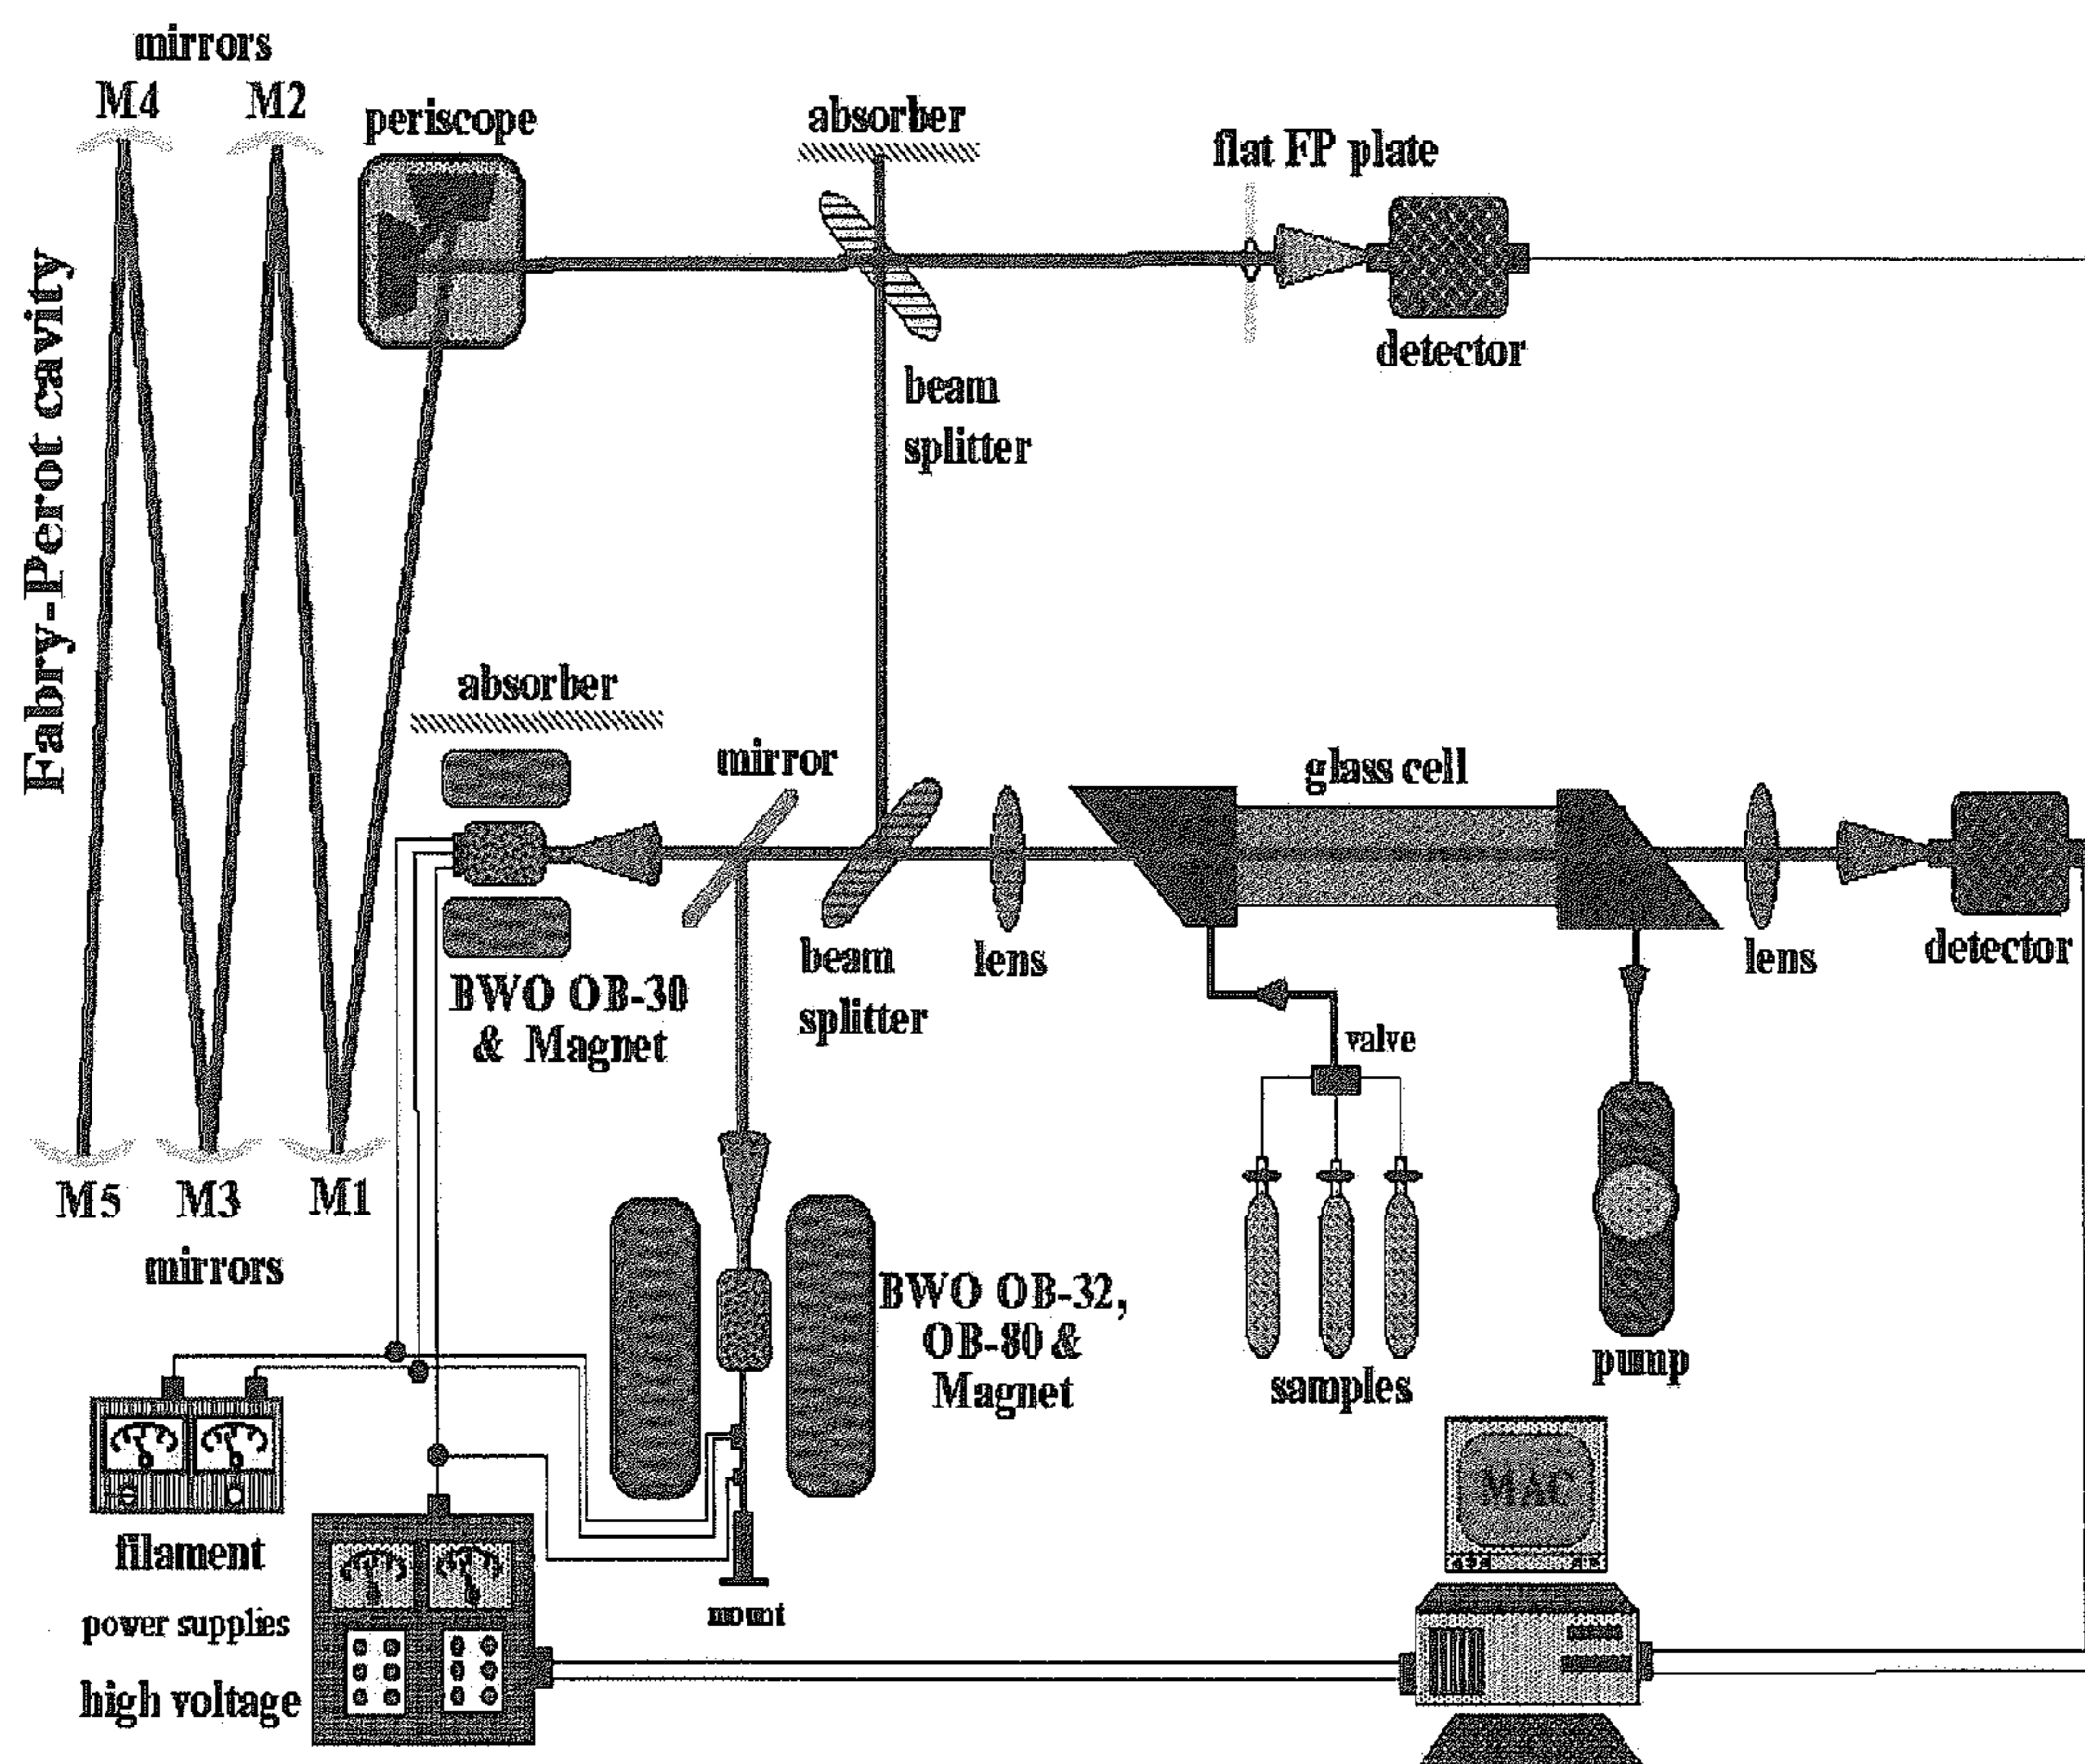 mirrors
M4
M2
periscope
absorber
flat FP plate
detector
beam
splitter
Fabry-Perot cavity
absorber
mirror
glass cell
BWO OB-30
& Magnet
beam
splitter
lens
lens
detector
valve
M5
M3
M1
mirrors
BWO OB-32,
OB-80 &
Magnet
samples
pump
MAC
filament
power supplies
high voltage
mount